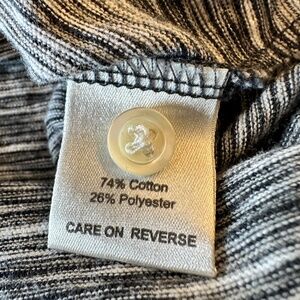 74% Cotton
26% Polyester
CARE ON REVERSE